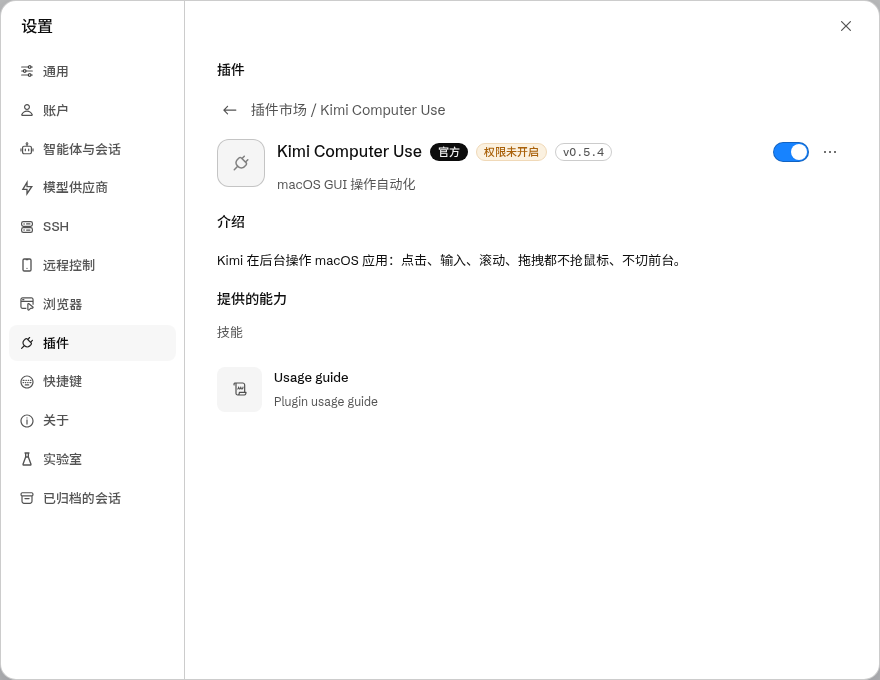 设置
通用
账户
智能体与会话
模型供应商
SSH
远程控制
浏览器
插件
快捷键
关于
实验室
已归档的会话
插件
插件市场 / Kimi Computer Use
Kimi Computer Use 官方 权限未开启 v0.5.4
macOS GUI 操作自动化
介绍
Kimi 在后台操作 macOS 应用：点击、输入、滚动、拖拽都不抢鼠标、不切前台。
提供的能力
技能
Usage guide
Plugin usage guide